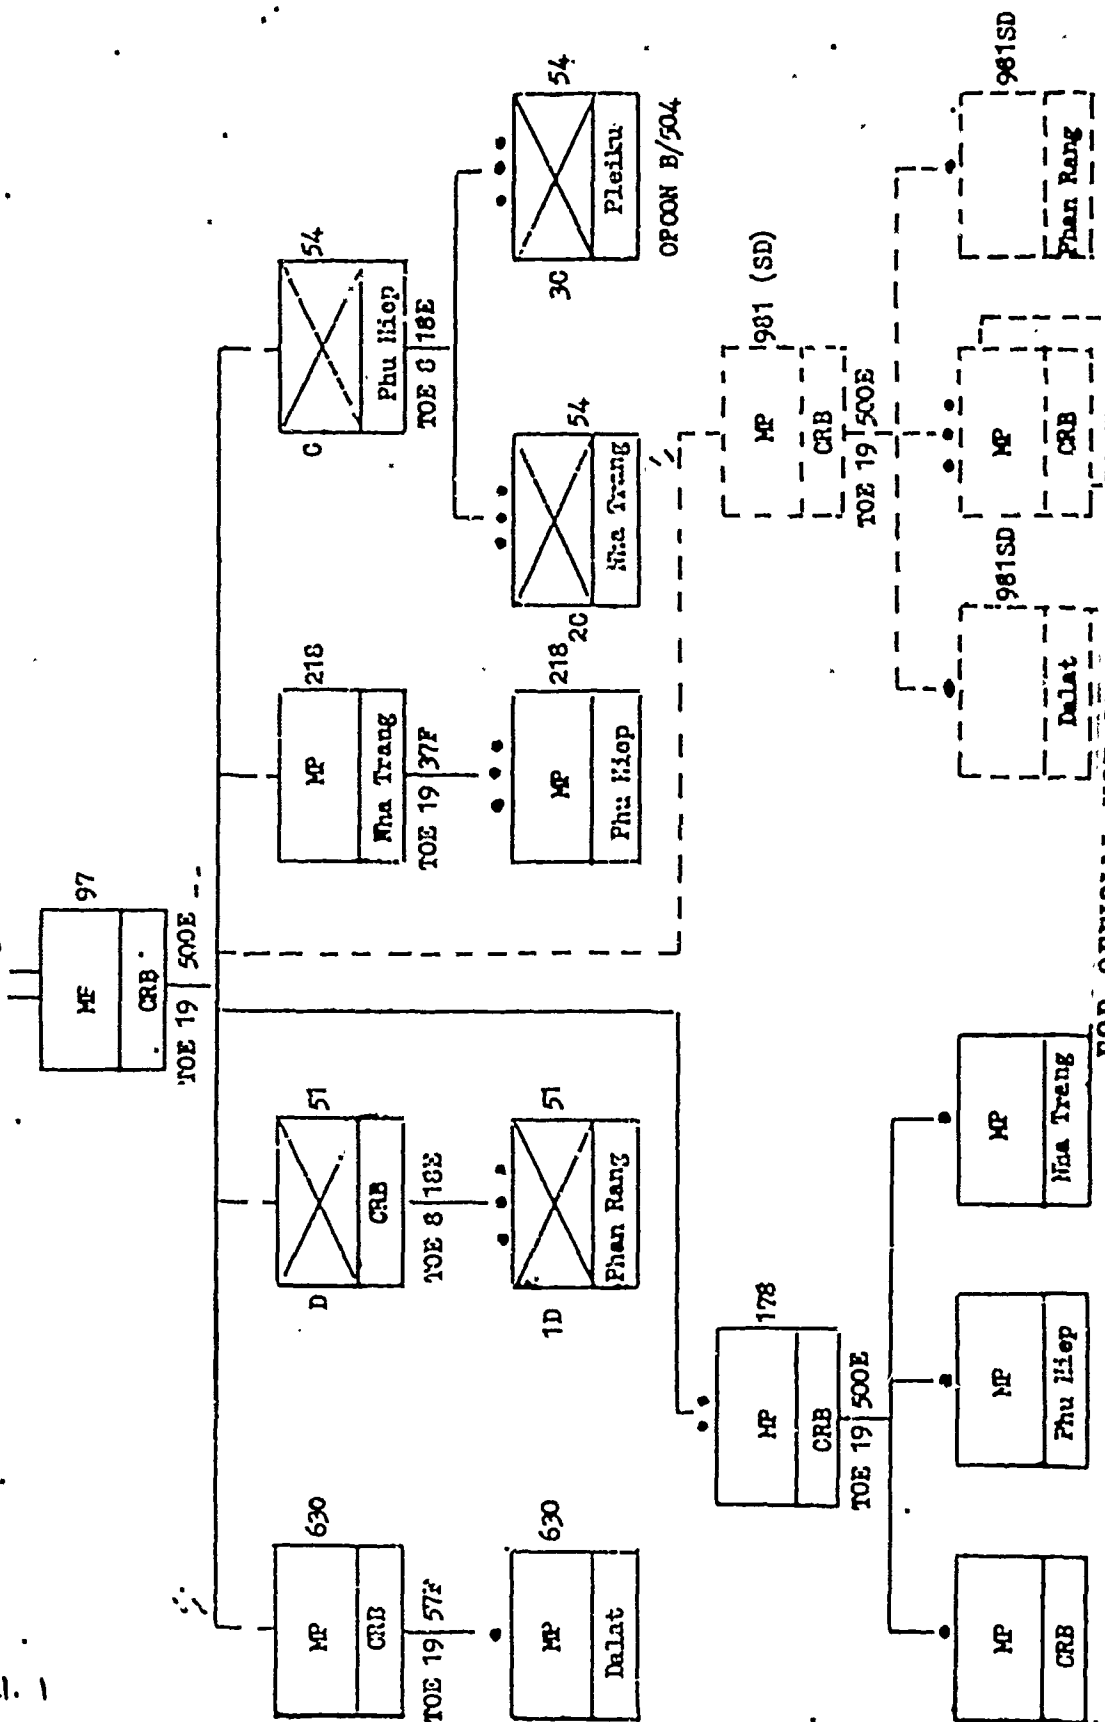 MP
97
CRB
TOE 19 500E
MP
630
CRB
TOE 19 57F
D
51
CRB
TOE 8 18E
MP
218
Nha Trang
TOE 19 37F
C
54
Phu Hiep
TOE 8 18E
MP
630
Dalat
1D
51
Phan Rang
MP
218
Phu Hiep
2C
54
Nha Trang
3C
54
Pleiku
OPCON B/504
MP
178
CRB
TOE 19 500E
MP
981 (SD)
CRB
TOE 19 500E
MP
CRB
MP
Phu Hiep
MP
Nha Trang
981SD
Dalat
MP
CRB
981SD
Phan Rang
FOR OFFICIAL